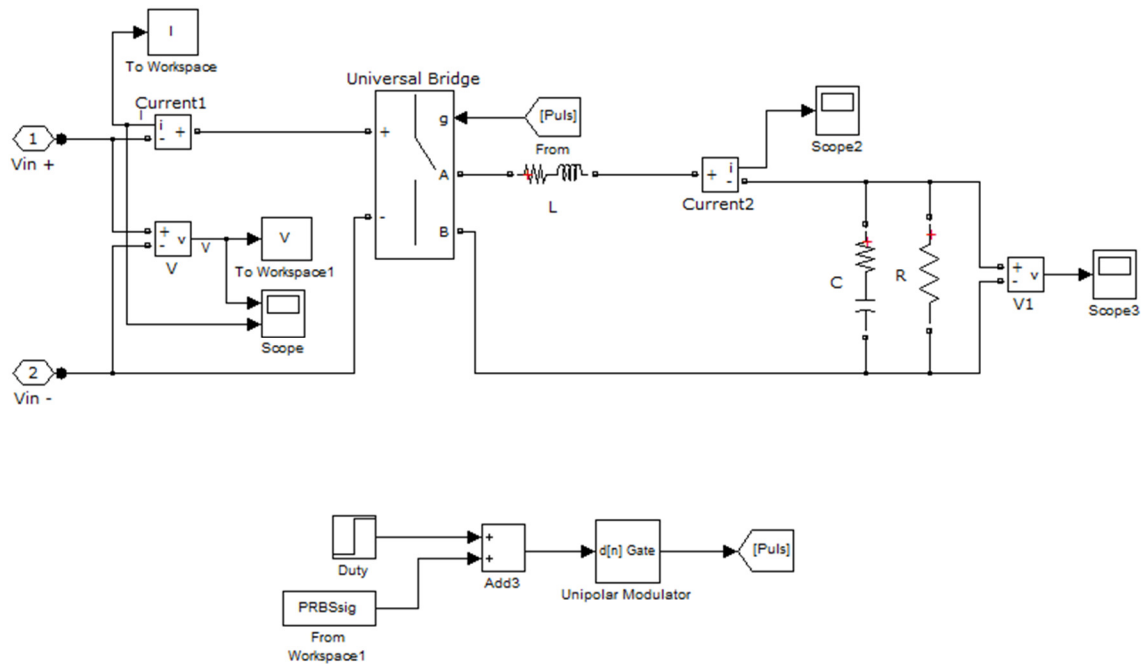 I
To Workspace
Current1
I
i
-
+
1
Vin +
Universal Bridge
+
-
g
A
B
[Puls]
From
L
+
i
-
Current2
Scope2
+
-
v
V
V
V
To Workspace1
Scope
2
Vin -
C
R
+
-
v
V1
Scope3
Duty
PRBSsig
From
Workspace1
+
+
Add3
d[n] Gate
Unipolar Modulator
[Puls]